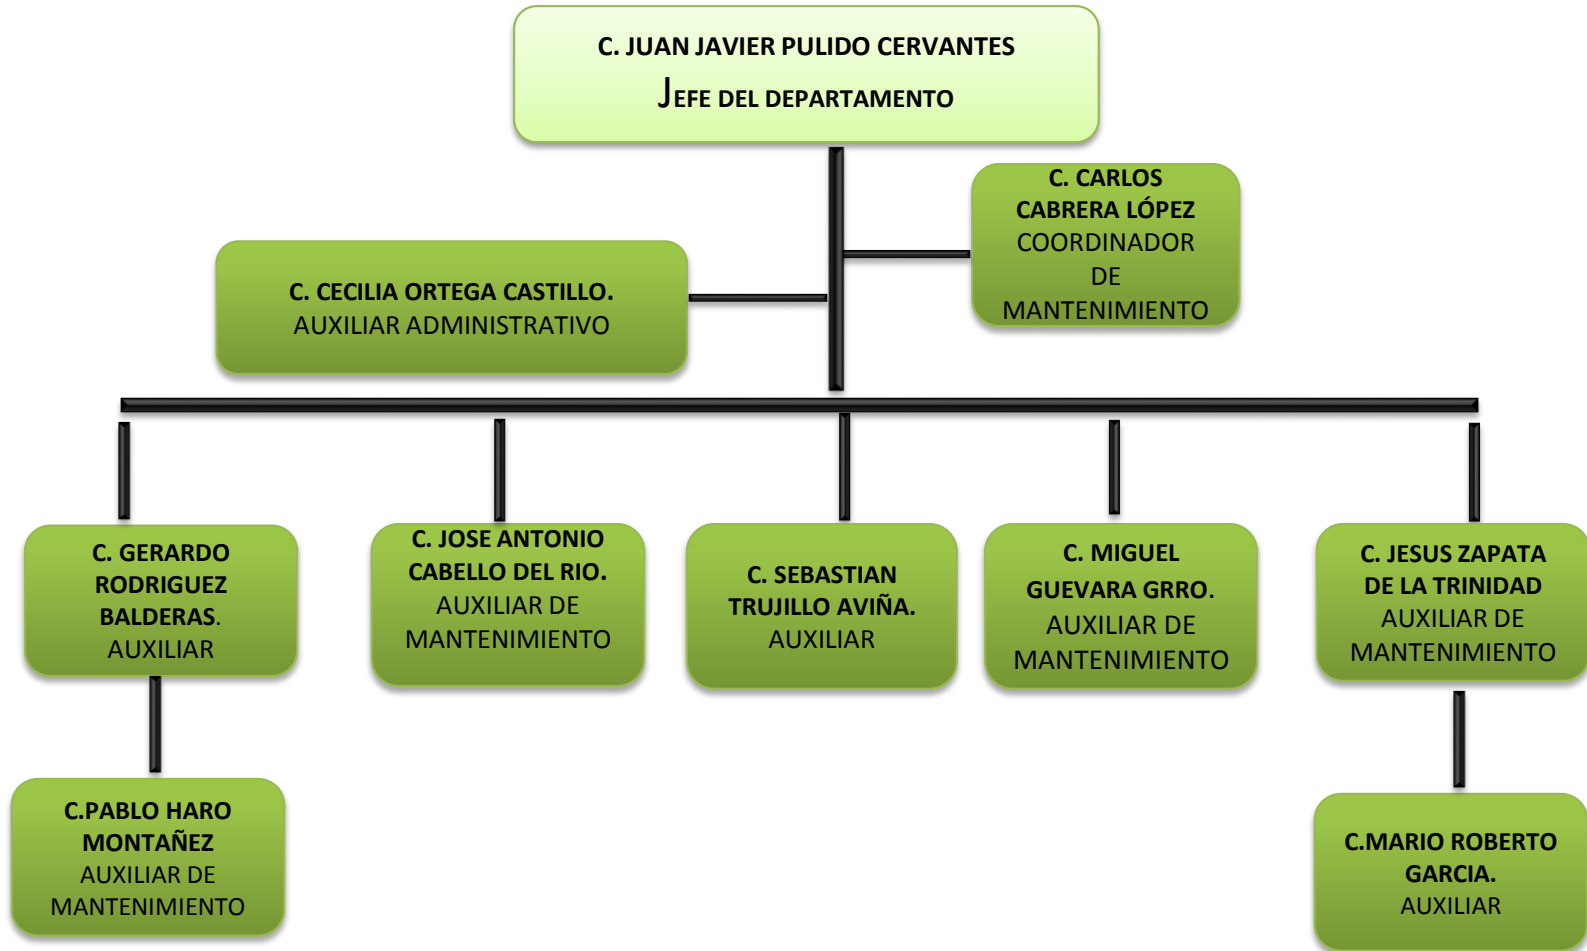 C. JUAN JAVIER PULIDO CERVANTES
JEFE DEL DEPARTAMENTO
C. CARLOS
CABRERA LÓPEZ
COORDINADOR
DE
MANTENIMIENTO
C. CECILIA ORTEGA CASTILLO.
AUXILIAR ADMINISTRATIVO
C. GERARDO
RODRIGUEZ
BALDERAS.
AUXILIAR
C. JOSE ANTONIO
CABELLO DEL RIO.
AUXILIAR DE
MANTENIMIENTO
C. SEBASTIAN
TRUJILLO AVIÑA.
AUXILIAR
C. MIGUEL
GUEVARA GRRO.
AUXILIAR DE
MANTENIMIENTO
C. JESUS ZAPATA
DE LA TRINIDAD
AUXILIAR DE
MANTENIMIENTO
C.PABLO HARO
MONTAÑEZ
AUXILIAR DE
MANTENIMIENTO
C.MARIO ROBERTO
GARCIA.
AUXILIAR